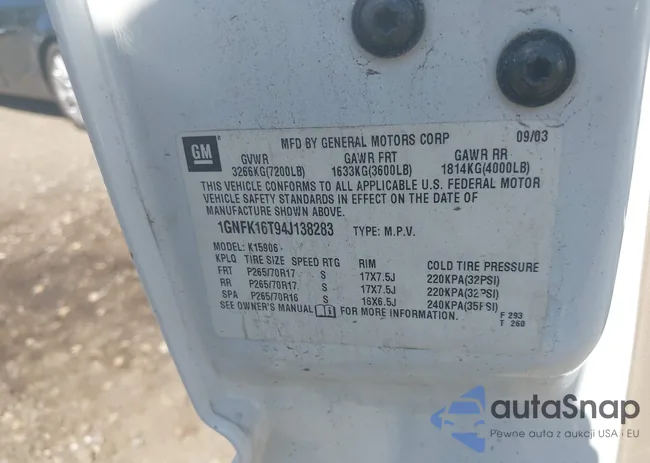 GM
MFD BY GENERAL MOTORS CORP 09/03
GVWR GAWR FRT GAWR RR
3266KG(7200LB) 1633KG(3600LB) 1814KG(4000LB)
THIS VEHICLE CONFORMS TO ALL APPLICABLE U.S. FEDERAL MOTOR
VEHICLE SAFETY STANDARDS IN EFFECT ON THE DATE OF
MANUFACTURE SHOWN ABOVE.
1GNFK16T94J138283 TYPE: M.P.V.
MODEL: K15906
KPLQ TIRE SIZE SPEED RTG RIM COLD TIRE PRESSURE
FRT P265/70R17 S 17X7.5J 220KPA(32PSI)
RR P265/70R17 S 17X7.5J 220KPA(32PSI)
SPA P265/70R16 S 16X6.5J 240KPA(35PSI)
SEE OWNER'S MANUAL FOR MORE INFORMATION.
F 293
T 260
autaSnap
Pewne auta z aukcji USA i EU